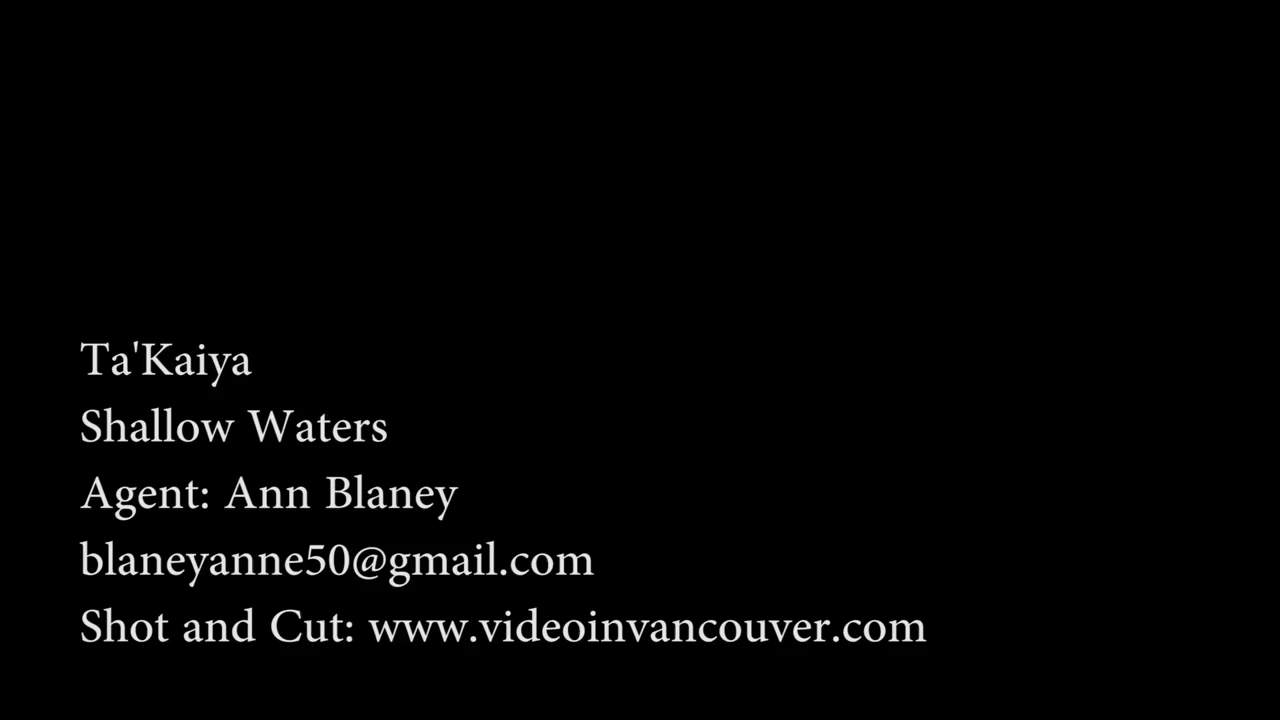 Ta'Kaiya
Shallow Waters
Agent: Ann Blaney
blaneyanne50@gmail.com
Shot and Cut: www.videoinvancouver.com